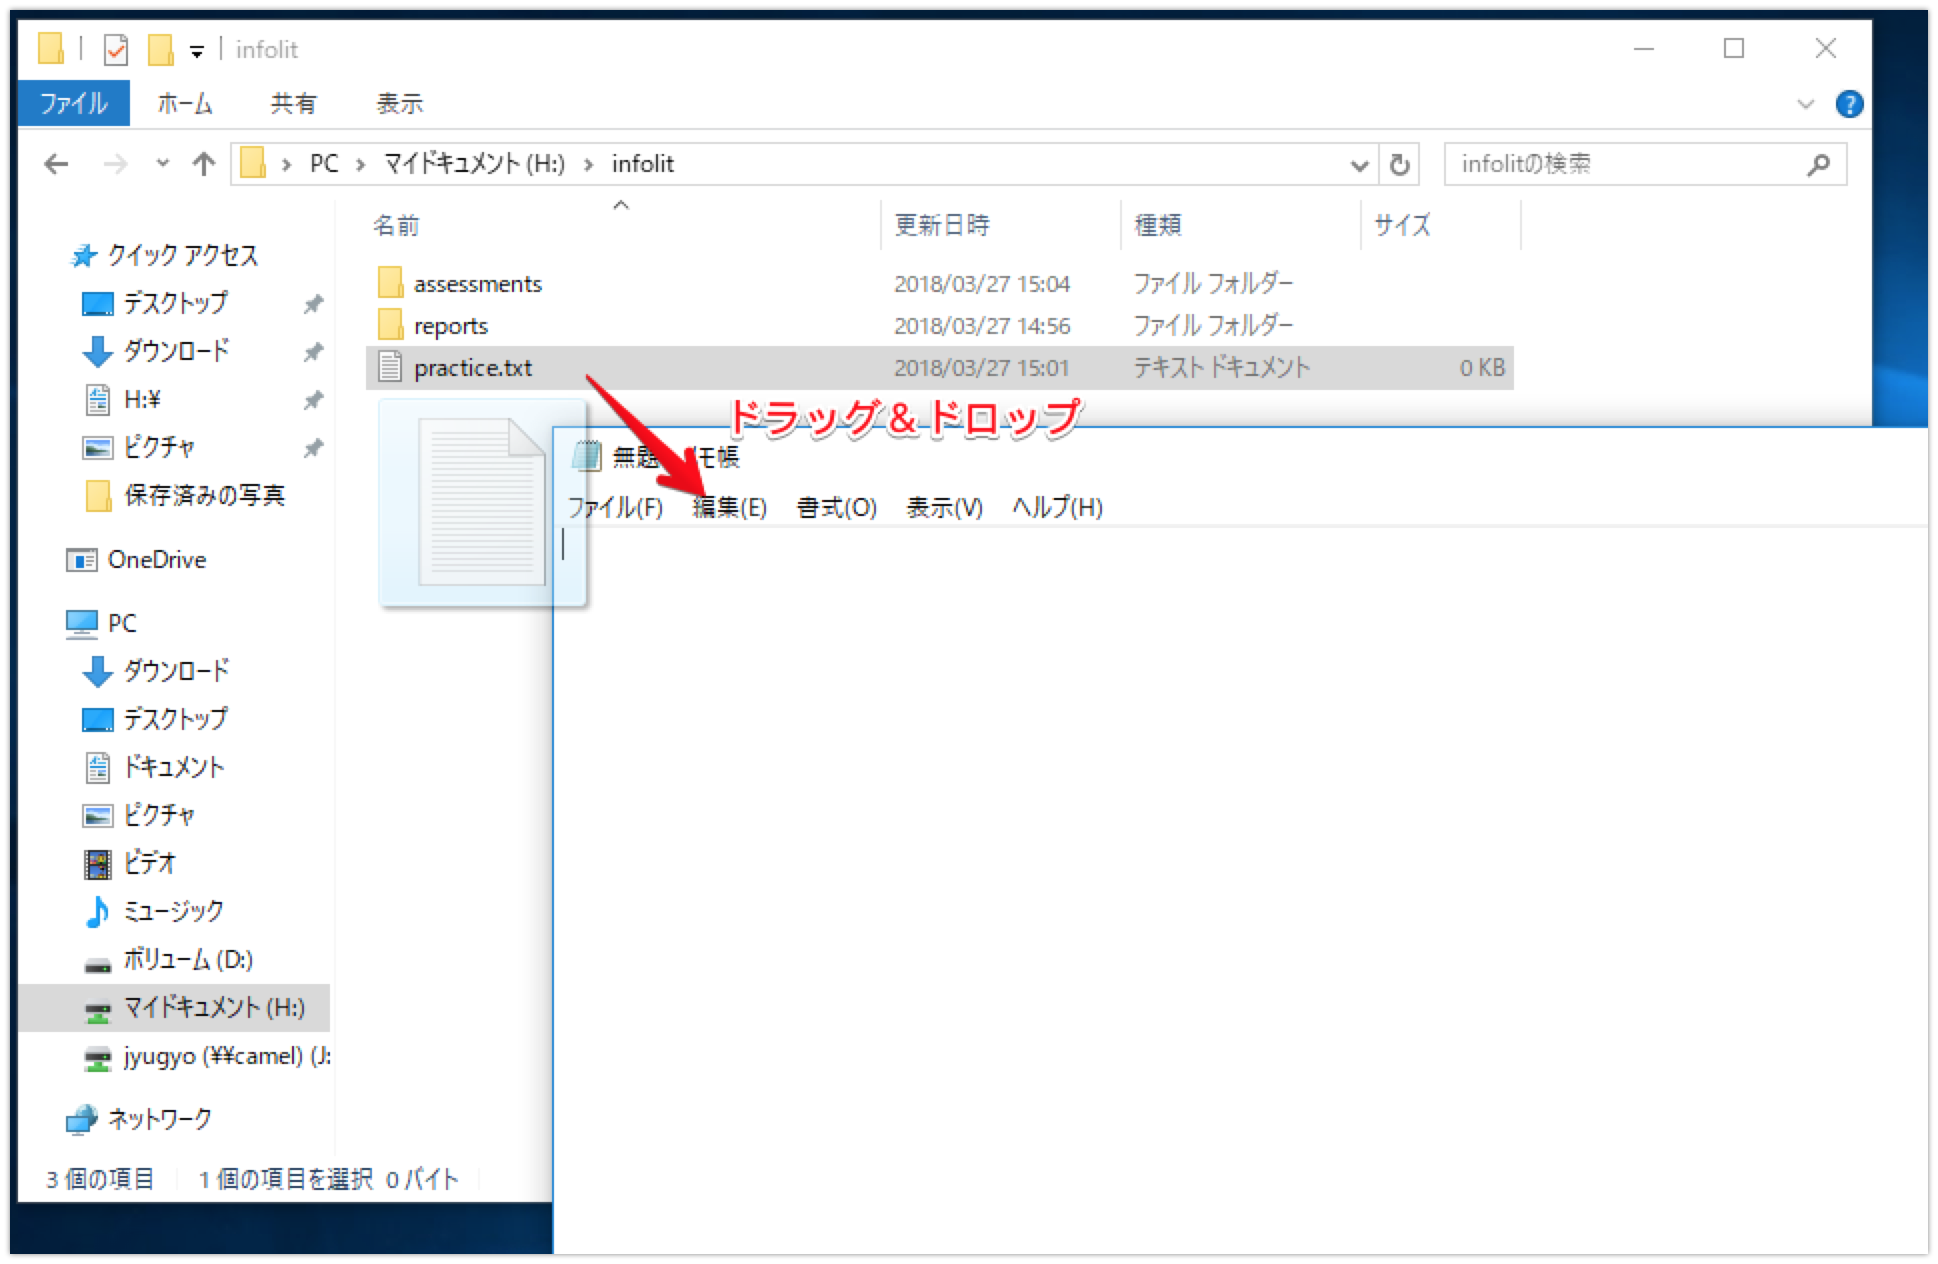 infolit
ファイル ホーム 共有 表示
PC > マイドキュメント (H:) > infolit infolitの検索
名前 更新日時 種類 サイズ
クイック アクセス
デスクトップ
ダウンロード
H:¥
ピクチャ
保存済みの写真
OneDrive
PC
ダウンロード
デスクトップ
ドキュメント
ピクチャ
ビデオ
ミュージック
ボリューム (D:)
マイドキュメント (H:)
jyugyo (¥¥camel) (J:
ネットワーク
assessments 2018/03/27 15:04 ファイル フォルダー
reports 2018/03/27 14:56 ファイル フォルダー
practice.txt 2018/03/27 15:01 テキスト ドキュメント 0 KB
ドラッグ＆ドロップ
無題 モ帳
ファイル(F) 編集(E) 書式(O) 表示(V) ヘルプ(H)
3 個の項目 1 個の項目を選択 0 バイト